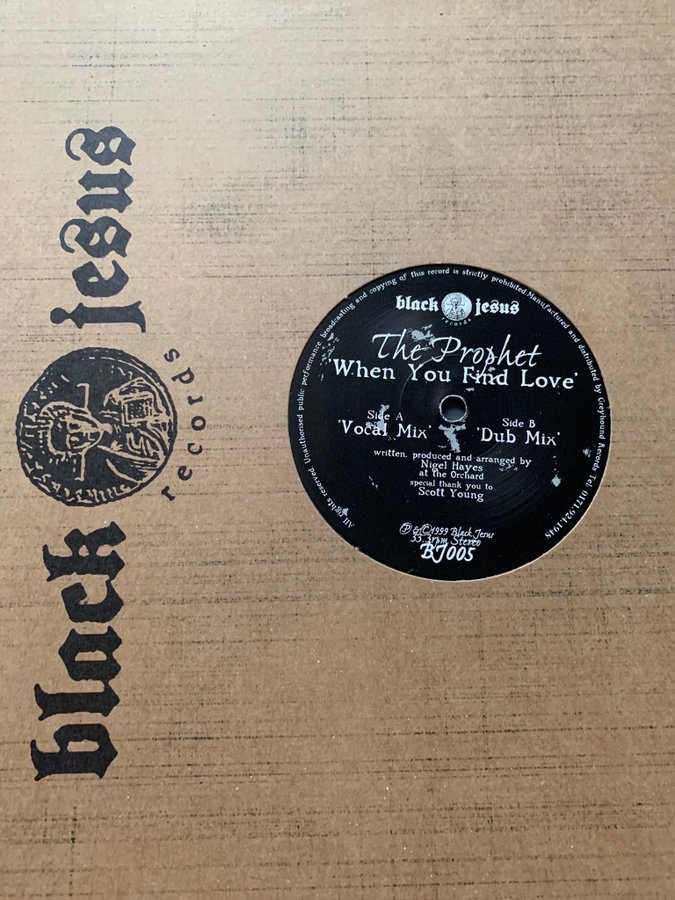 black jesus
records
All rights reserved. Unauthorised public performance, broadcasting and copying of this record is strictly prohibited. Manufactured and distributed by Greyhound Records Tel 0171.924.1948
black jesus
records
The Prophet
'When You Find Love'
Side A
'Vocal Mix'
Side B
'Dub Mix'
written, produced and arranged by
Nigel Hayes
at the Orchard
special thank you to
Scott Young
Ⓟ &©1999 Black Jesus
33.3rpm Stereo
BJ005